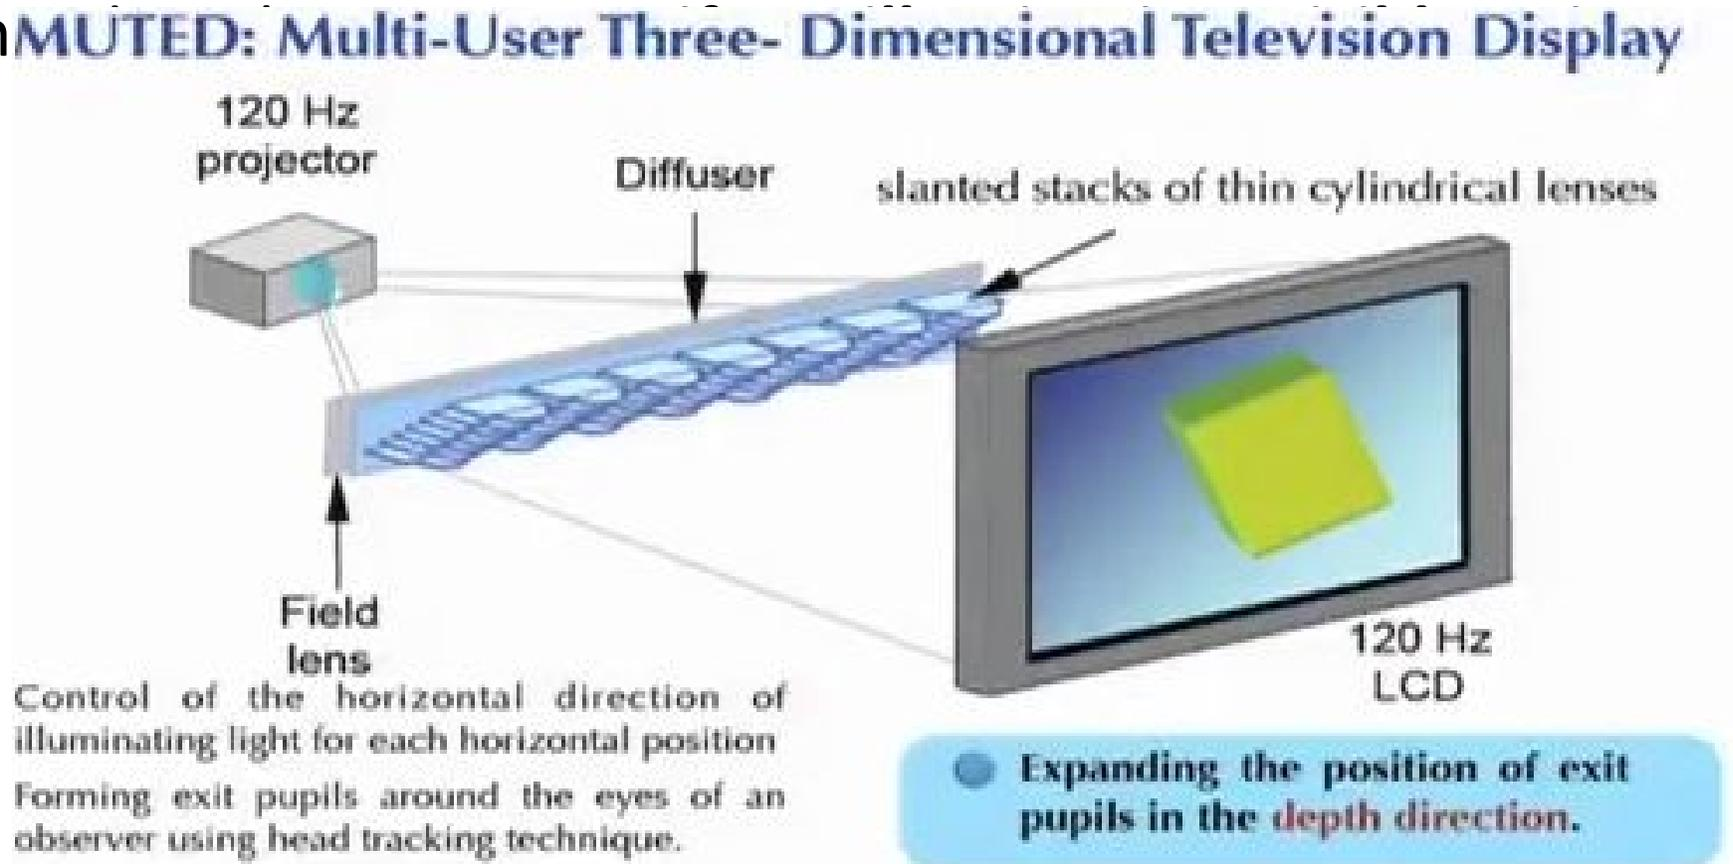 MUTED: Multi-User Three- Dimensional Television Display
120 Hz
projector
Diffuser
slanted stacks of thin cylindrical lenses
Field
lens
120 Hz
LCD
Control of the horizontal direction of
illuminating light for each horizontal position
Forming exit pupils around the eyes of an
observer using head tracking technique.
Expanding the position of exit
pupils in the depth direction.